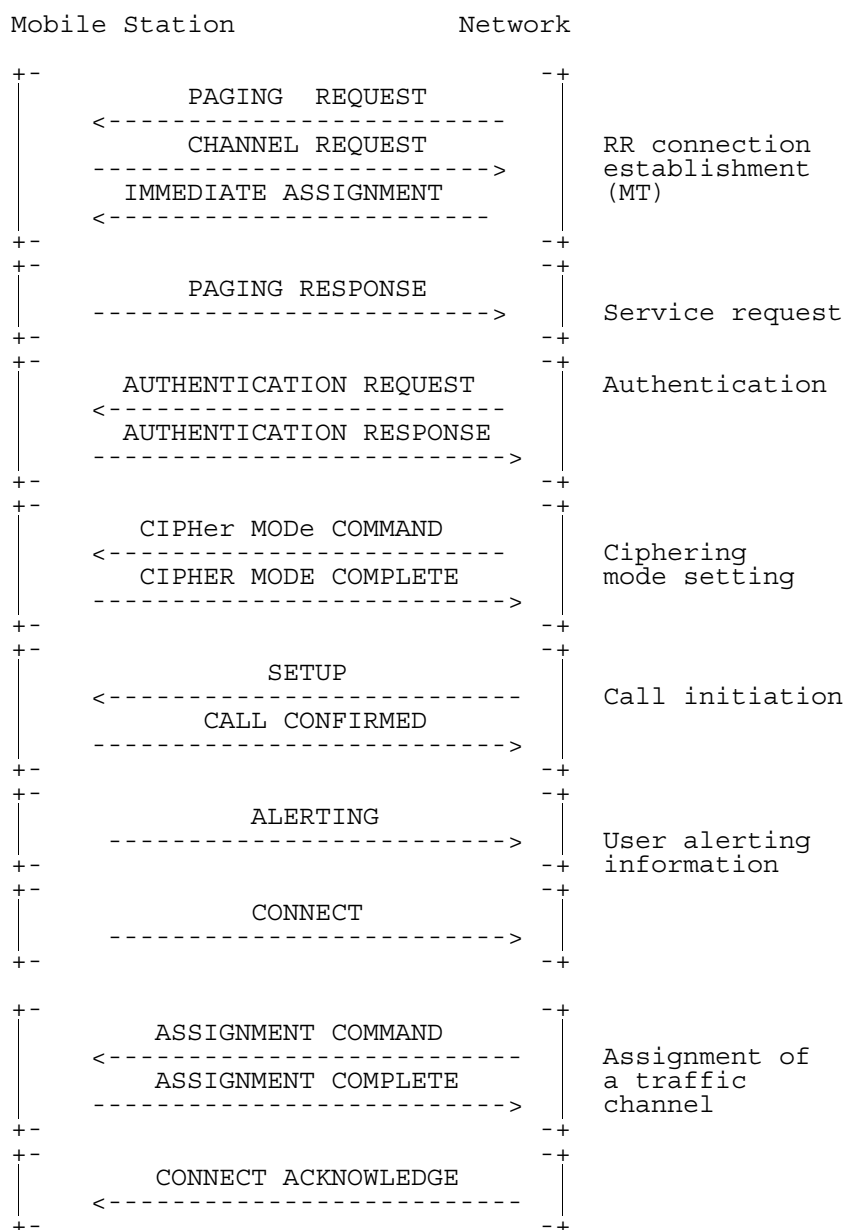 Mobile Station Network
PAGING REQUEST
CHANNEL REQUEST
RR connection
establishment
IMMEDIATE ASSIGNMENT
(MT)
PAGING RESPONSE
Service request
AUTHENTICATION REQUEST
Authentication
AUTHENTICATION RESPONSE
CIPHer MODe COMMAND
Ciphering
CIPHER MODE COMPLETE
mode setting
SETUP
Call initiation
CALL CONFIRMED
ALERTING
User alerting
information
CONNECT
ASSIGNMENT COMMAND
Assignment of
ASSIGNMENT COMPLETE
a traffic
channel
CONNECT ACKNOWLEDGE